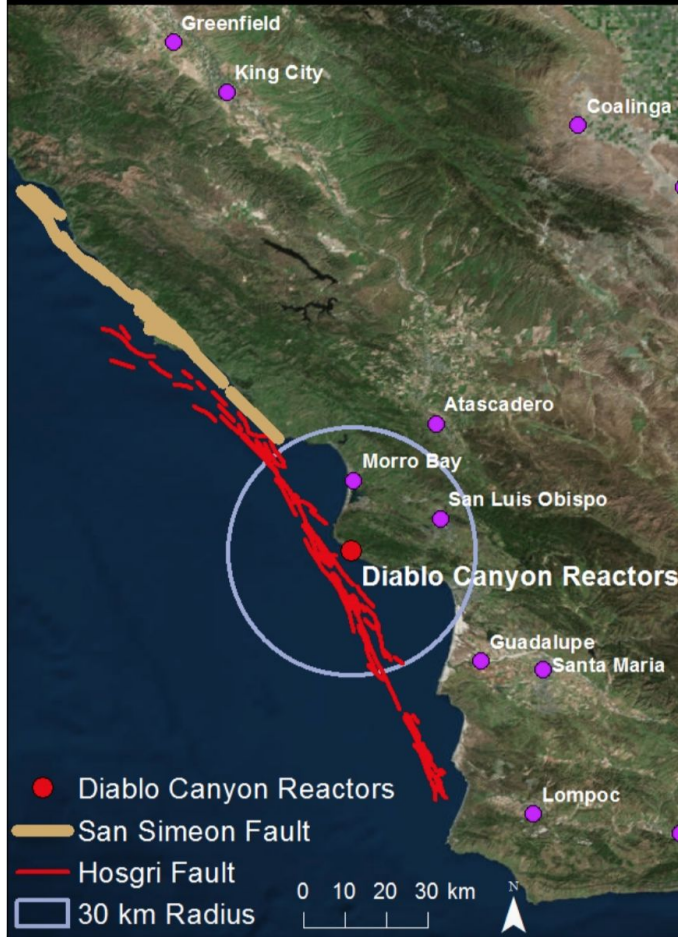 Greenfield
King City
Coalinga
Atascadero
Morro Bay
San Luis Obispo
Diablo Canyon Reactors
Guadalupe
Santa Maria
Lompoc
Diablo Canyon Reactors
San Simeon Fault
Hosgri Fault
30 km Radius
0 10 20 30 km
N